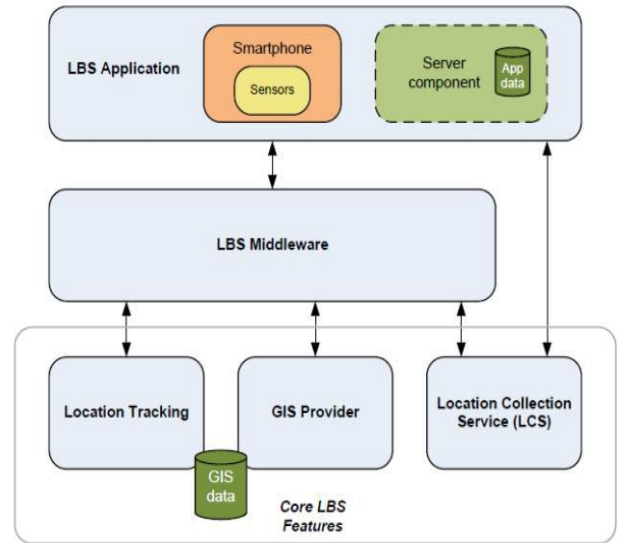 LBS Application
Smartphone
Sensors
Server
component
App
data
LBS Middleware
Location Tracking
GIS Provider
Location Collection
Service (LCS)
GIS
data
Core LBS
Features